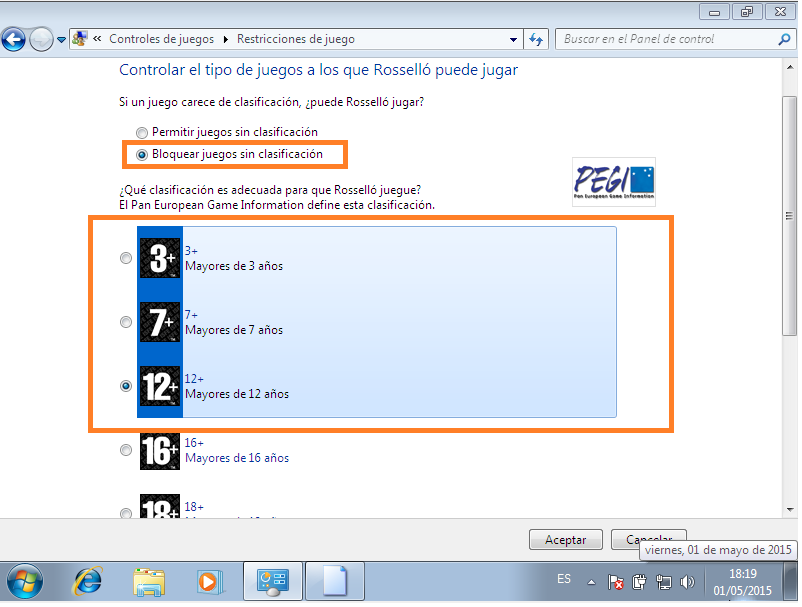 « Controles de juegos Restricciones de juego
Buscar en el Panel de control
Controlar el tipo de juegos a los que Rosselló puede jugar
Si un juego carece de clasificación, ¿puede Rosselló jugar?
Permitir juegos sin clasificación
Bloquear juegos sin clasificación
¿Qué clasificación es adecuada para que Rosselló juegue?
El Pan European Game Information define esta clasificación.
PEGI
Pan European Game Information
3+
3+
Mayores de 3 años
7+
7+
Mayores de 7 años
12+
12+
Mayores de 12 años
16+
16+
Mayores de 16 años
18+
18+
Aceptar
Cancelar
viernes, 01 de mayo de 2015
ES
18:19
01/05/2015